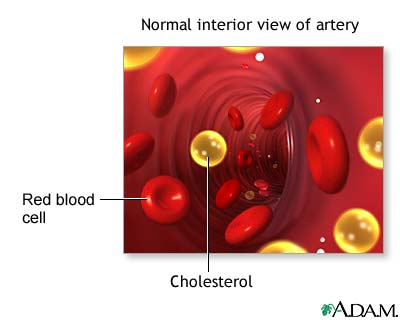 Normal interior view of artery
Red blood
cell
Cholesterol
A.D.A.M.